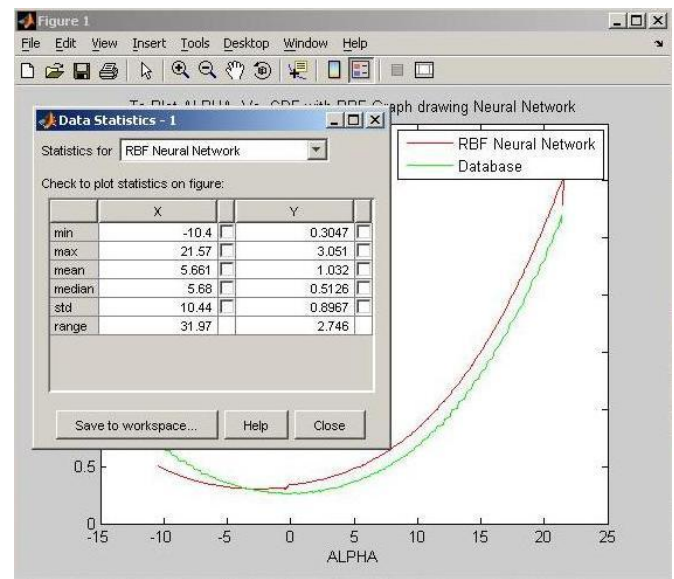 Figure 1
File Edit View Insert Tools Desktop Window Help
Graph drawing Neural Network
Data Statistics - 1
Statistics for RBF Neural Network
Check to plot statistics on figure:
X Y
min -10.4 0.3047
max 21.57 3.051
mean 5.661 1.032
median 5.68 0.5126
std 10.44 0.8967
range 31.97 2.746
Save to workspace... Help Close
RBF Neural Network
Database
0.5
0
-15 -10 -5 0 5 10 15 20 25
ALPHA